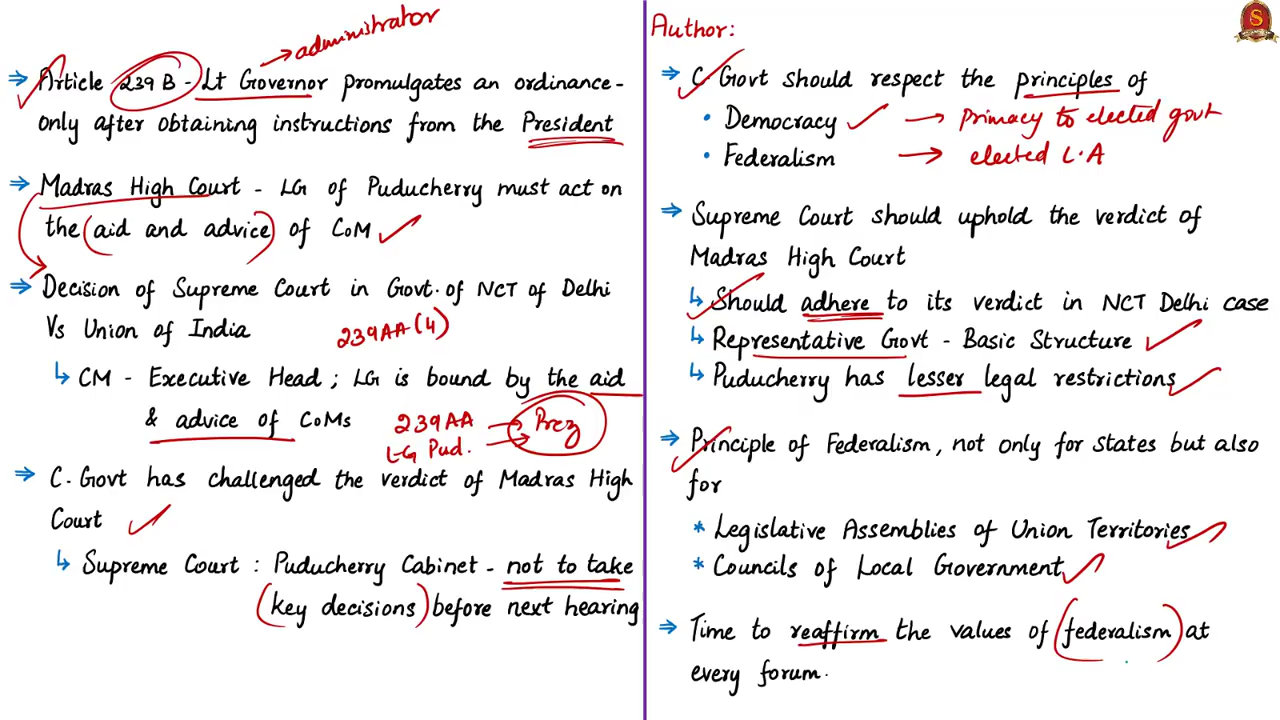 → administrator
⇒ Article 239 B - Lt Governor promulgates an ordinance -
only after obtaining instructions from the President
⇒ Madras High Court - LG of Puducherry must act on
the (aid and advice) of CoM ✓
⇒ Decision of Supreme Court in Govt. of NCT of Delhi
Vs Union of India
239AA(4)
↳ CM - Executive Head ; LG is bound by the aid
& advice of CoMs
239AA →
LG Pud. →
Prez
⇒ C. Govt has challenged the verdict of Madras High
Court ✓
↳ Supreme Court : Puducherry Cabinet - not to take
(key decisions) before next hearing
Author:
⇒ C. Govt should respect the principles of
• Democracy ✓ → primacy to elected govt
• Federalism → elected L.A
⇒ Supreme Court should uphold the verdict of
Madras High Court
↳ Should adhere to its verdict in NCT Delhi case
↳ Representative Govt - Basic Structure ✓
↳ Puducherry has lesser legal restrictions ✓
⇒ Principle of Federalism, not only for states but also
for
* Legislative Assemblies of Union Territories ✓
* Councils of Local Government ✓
⇒ Time to reaffirm the values of (federalism) at
every forum.
S